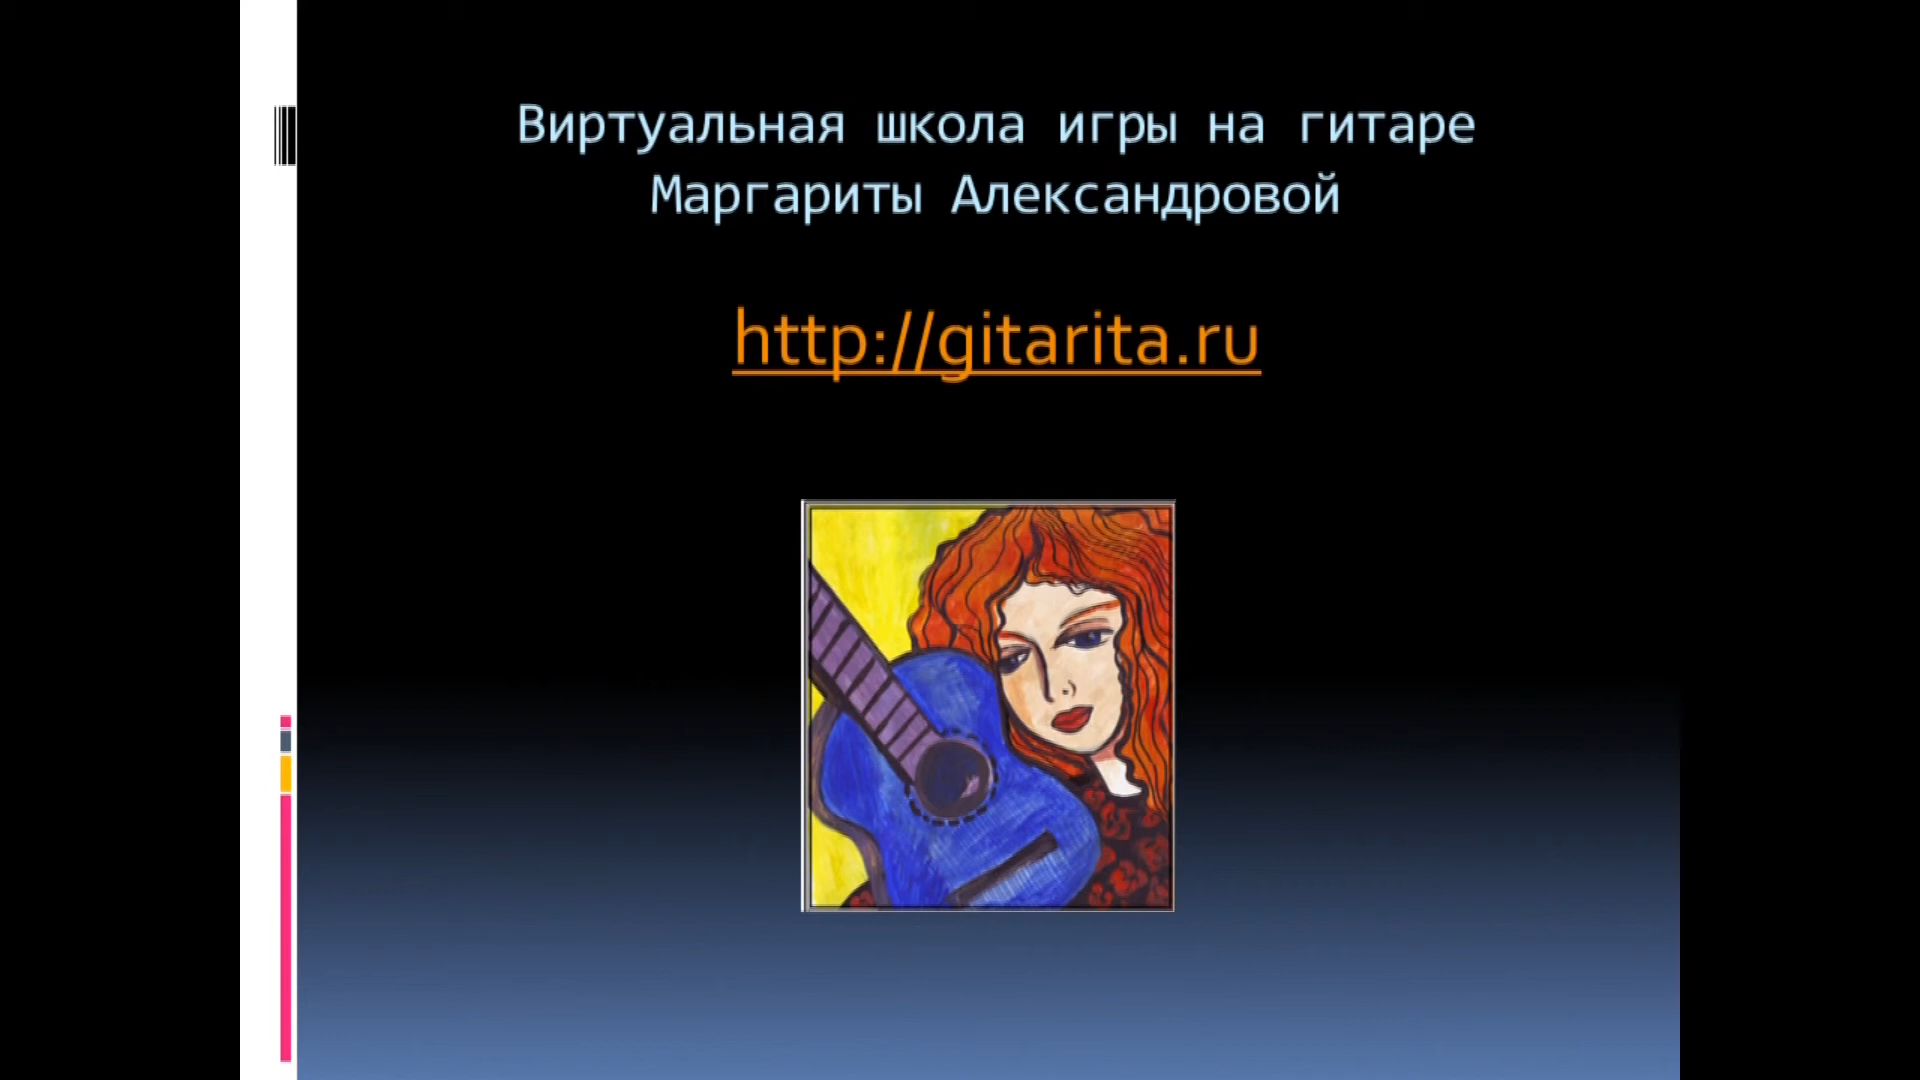 Виртуальная школа игры на гитаре
Маргариты Александровой
http://gitarita.ru